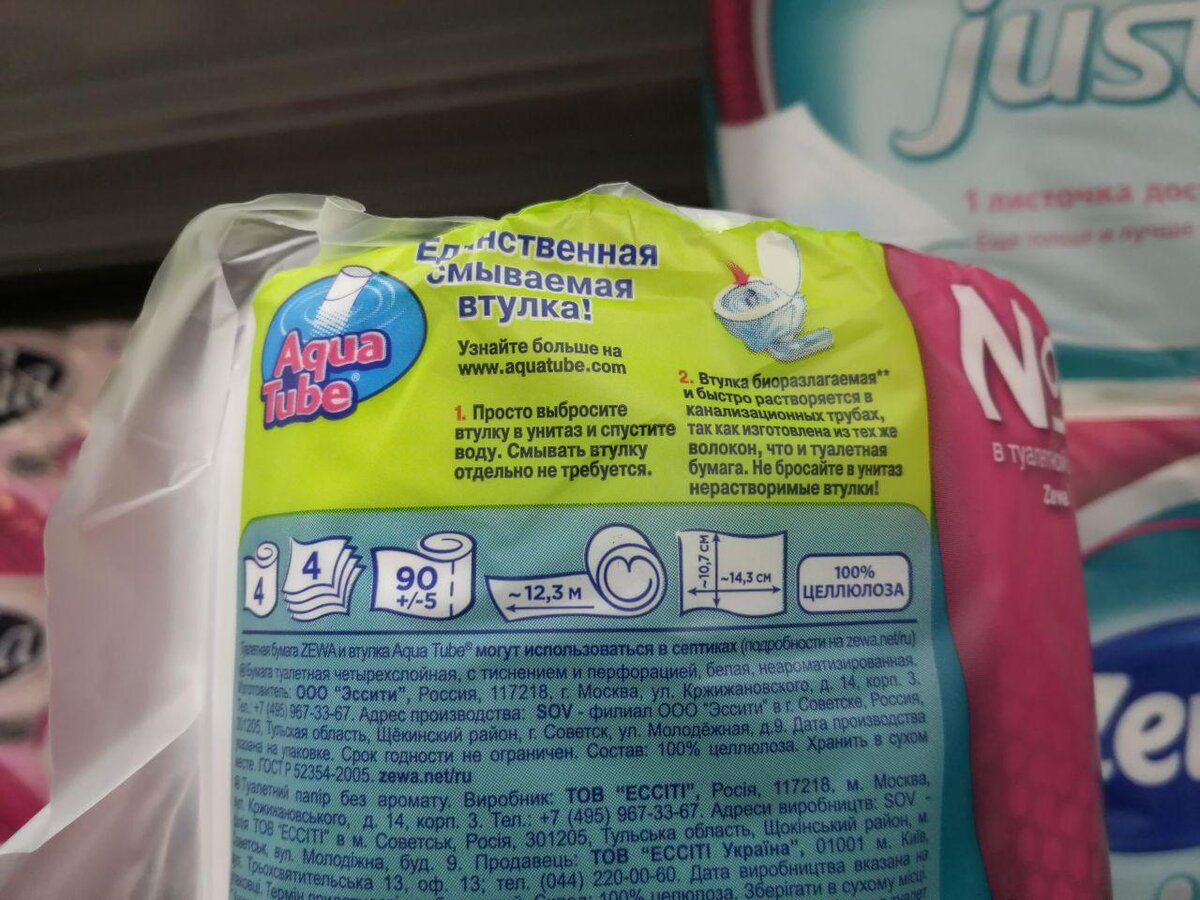 just
1 листочка дос
Единственная
смываемая
втулка!
Aqua
Tube®
Узнайте больше на
www.aquatube.com
1. Просто выбросите
втулку в унитаз и спустите
воду. Смывать втулку
отдельно не требуется.
2. Втулка биоразлагаемая**
и быстро растворяется в
канализационных трубах,
так как изготовлена из тех же
волокон, что и туалетная
бумага. Не бросайте в унитаз
нерастворимые втулки!
№
в туалетной
Zewa
4
4
90
+/-5
~ 12,3 м
~10,7 см
~14,3 см
100%
ЦЕЛЛЮЛОЗА
Туалетная бумага ZEWA и втулка Aqua Tube® могут использоваться в септиках (подробности на zewa.net/ru)
Бумага туалетная четырехслойная, с тиснением и перфорацией, белая, неароматизированная.
Изготовитель: ООО "Эссити", Россия, 117218, г. Москва, ул. Кржижановского, д. 14, корп. 3.
Тел. +7 (495) 967-33-67. Адрес производства: SOV - филиал ООО "Эссити" в г. Советске, Россия,
301205, Тульская область, Щёкинский район, г. Советск, ул. Молодёжная, д.9. Дата производства
указана на упаковке. Срок годности не ограничен. Состав: 100% целлюлоза. Хранить в сухом
месте. ГОСТ Р 52354-2005. zewa.net/ru
Туалетний папір без аромату. Виробник: ТОВ "ЕССІТІ", Росія, 117218, м. Москва,
вул. Кржижановського, д. 14, корп. 3. Тел.: +7 (495) 967-33-67. Адреси виробництв: SOV -
ТОВ "ЕССІТІ" в м. Советськ, Росія, 301205, Тульська область, Щокінський район, м.
Советськ, вул. Молодіжна, буд. 9. Продавець: ТОВ "ЕССІТІ Україна", 01001 м. Київ,
вул. Трьохсвятительська 13, оф. 13; тел. (044) 220-00-60. Дата виробництва вказана на
Термін Склад: 100% целюлоза. Зберігати в сухому місці
Zewa